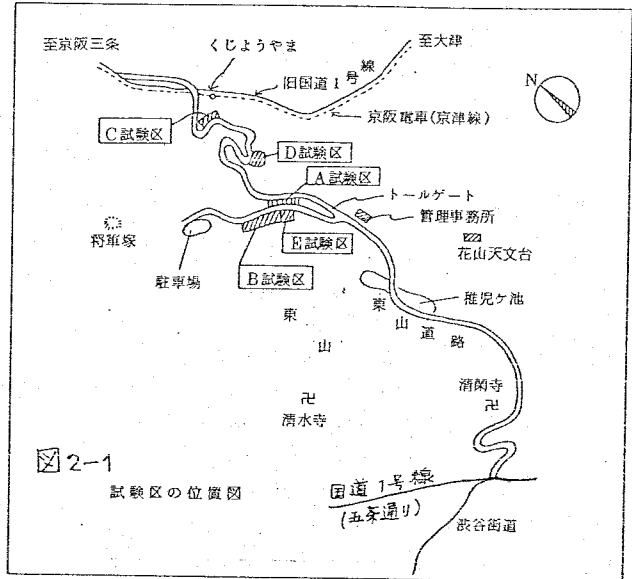 至京阪三条
くじょうやま
至大津
旧国道1号線
N
京阪電車(京津線)
C試験区
D試験区
A試験区
トールゲート
管理事務所
将軍塚
E試験区
花山天文台
駐車場
B試験区
稚児ケ池
東山
東山道路
清閑寺
卍
卍
清水寺
図2-1
試験区の位置図
国道1号線
(五条通り)
渋谷街道